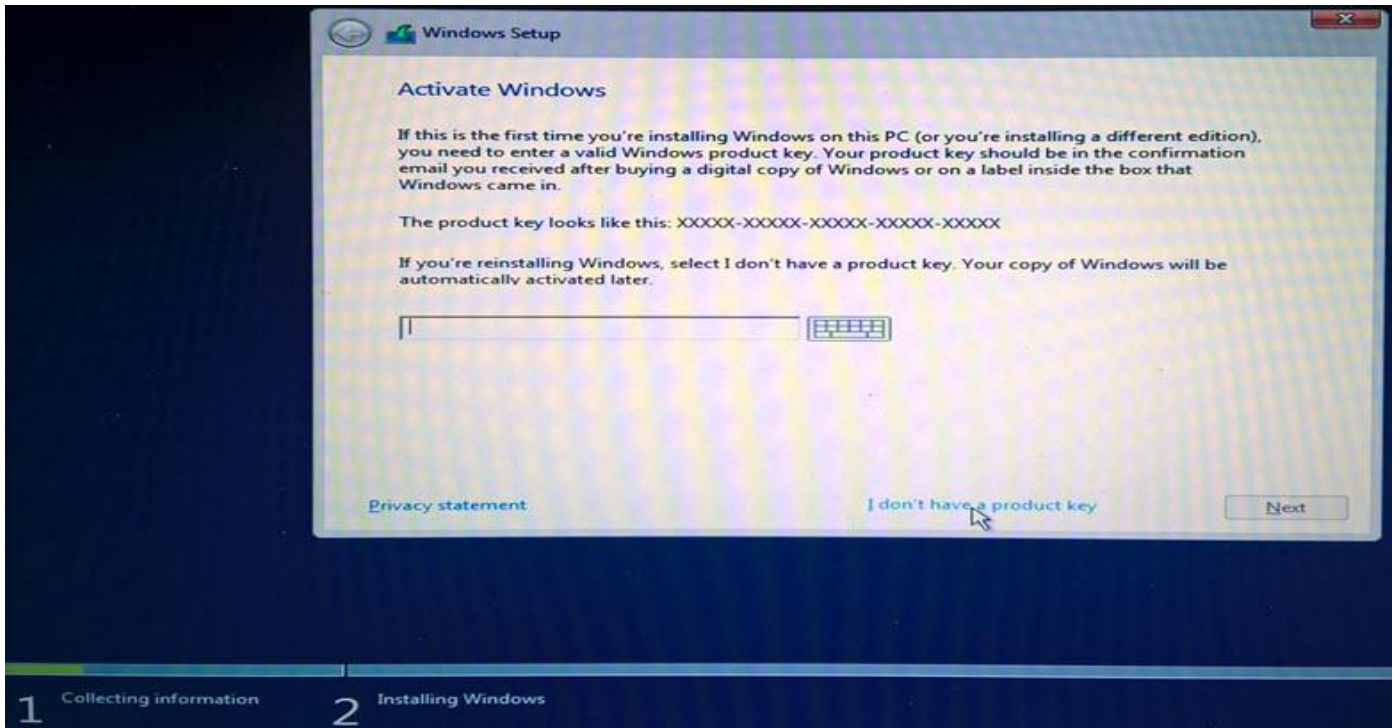 Windows Setup
Activate Windows
If this is the first time you're installing Windows on this PC (or you're installing a different edition),
you need to enter a valid Windows product key. Your product key should be in the confirmation
email you received after buying a digital copy of Windows or on a label inside the box that
Windows came in.
The product key looks like this: XXXXX-XXXXX-XXXXX-XXXXX-XXXXX
If you're reinstalling Windows, select I don't have a product key. Your copy of Windows will be
automatically activated later.
Privacy statement
I don't have a product key
Next
1 Collecting information
2 Installing Windows